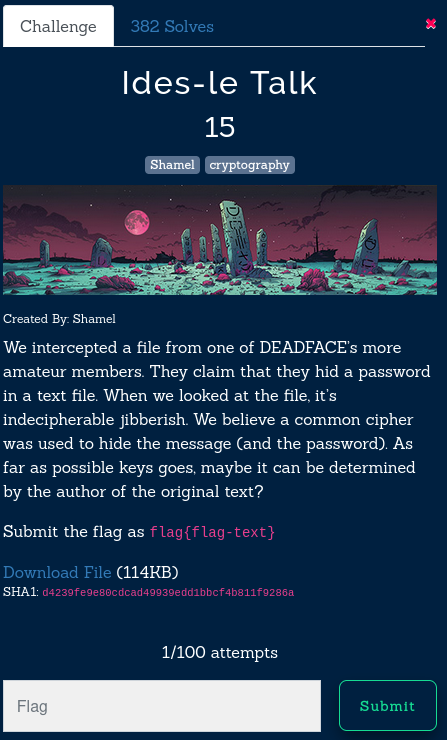 Challenge
382 Solves
Ides-le Talk
15
Shamel cryptography
Created By: Shamel
We intercepted a file from one of DEADFACE's more
amateur members. They claim that they hid a password
in a text file. When we looked at the file, it's
indecipherable jibberish. We believe a common cipher
was used to hide the message (and the password). As
far as possible keys goes, maybe it can be determined
by the author of the original text?
Submit the flag as flag{flag-text}
Download File (114KB)
SHA1: d4239fe9e80cdcad49939edd1bbcf4b811f9286a
1/100 attempts
Flag
Submit